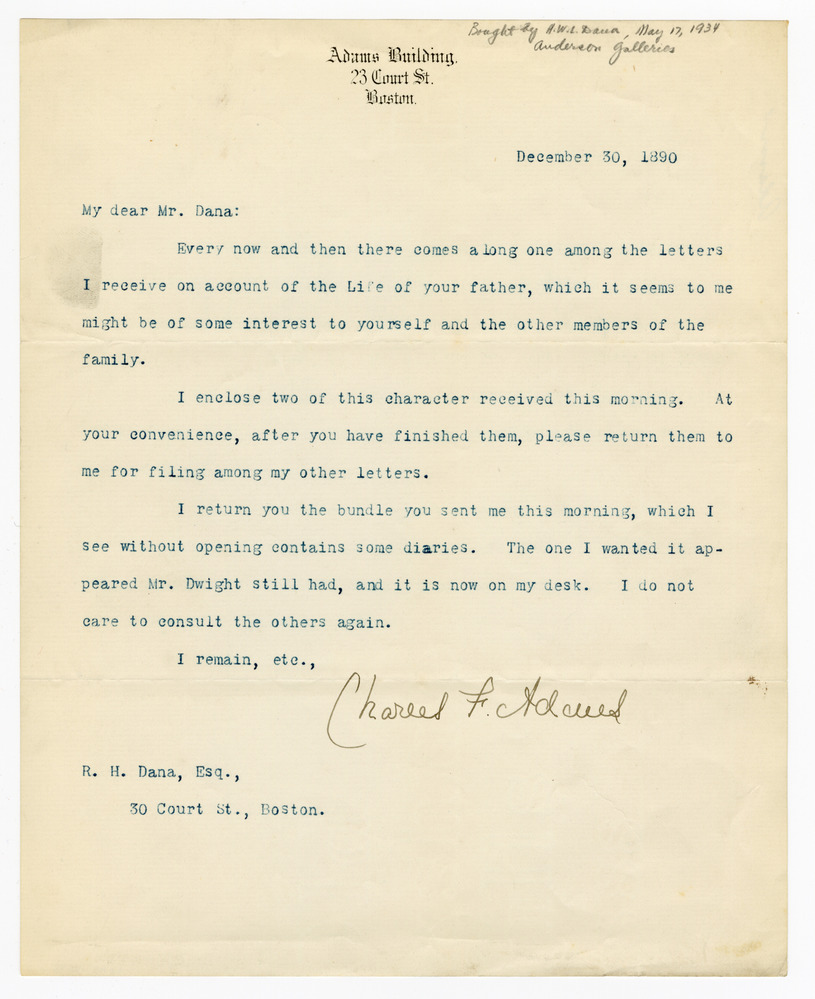 Bought by H.W.L. Dana, May 17, 1934
Anderson Galleries
Adams Building.
23 Court St.
Boston.
December 30, 1890
My dear Mr. Dana:
Every now and then there comes along one among the letters
I receive on account of the Life of your father, which it seems to me
might be of some interest to yourself and the other members of the
family.
I enclose two of this character received this morning. At
your convenience, after you have finished them, please return them to
me for filing among my other letters.
I return you the bundle you sent me this morning, which I
see without opening contains some diaries. The one I wanted it ap-
peared Mr. Dwight still had, and it is now on my desk. I do not
care to consult the others again.
I remain, etc.,
Charles F. Adams
R. H. Dana, Esq.,
30 Court St., Boston.